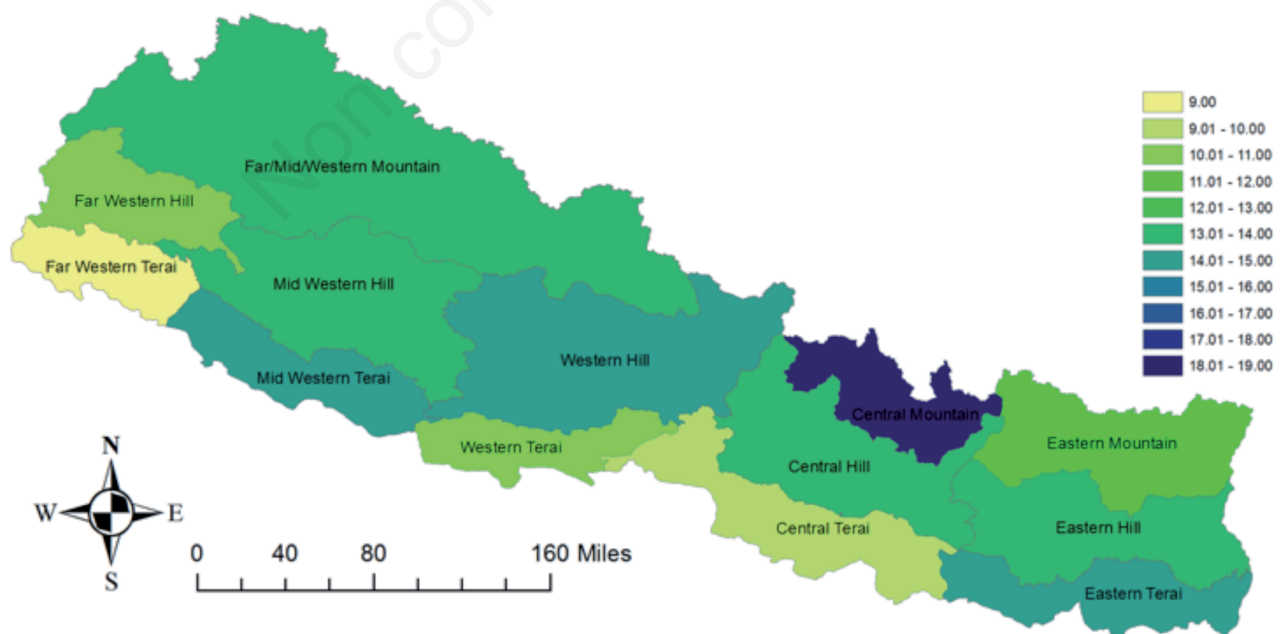 Non co
Far/Mid/Western Mountain
Far Western Hill
Far Western Terai
Mid Western Hill
Mid Western Terai
Western Hill
Western Terai
Central Mountain
Central Hill
Central Terai
Eastern Mountain
Eastern Hill
Eastern Terai
9.00
9.01 - 10.00
10.01 - 11.00
11.01 - 12.00
12.01 - 13.00
13.01 - 14.00
14.01 - 15.00
15.01 - 16.00
16.01 - 17.00
17.01 - 18.00
18.01 - 19.00
N
W E
S
0 40 80 160 Miles